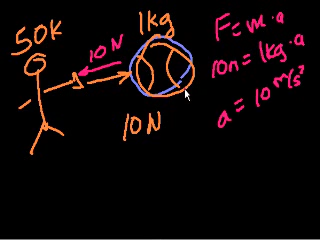 50K
1kg
10N
10N
F = m · a
10n = 1kg · a
a = 10 m/s²